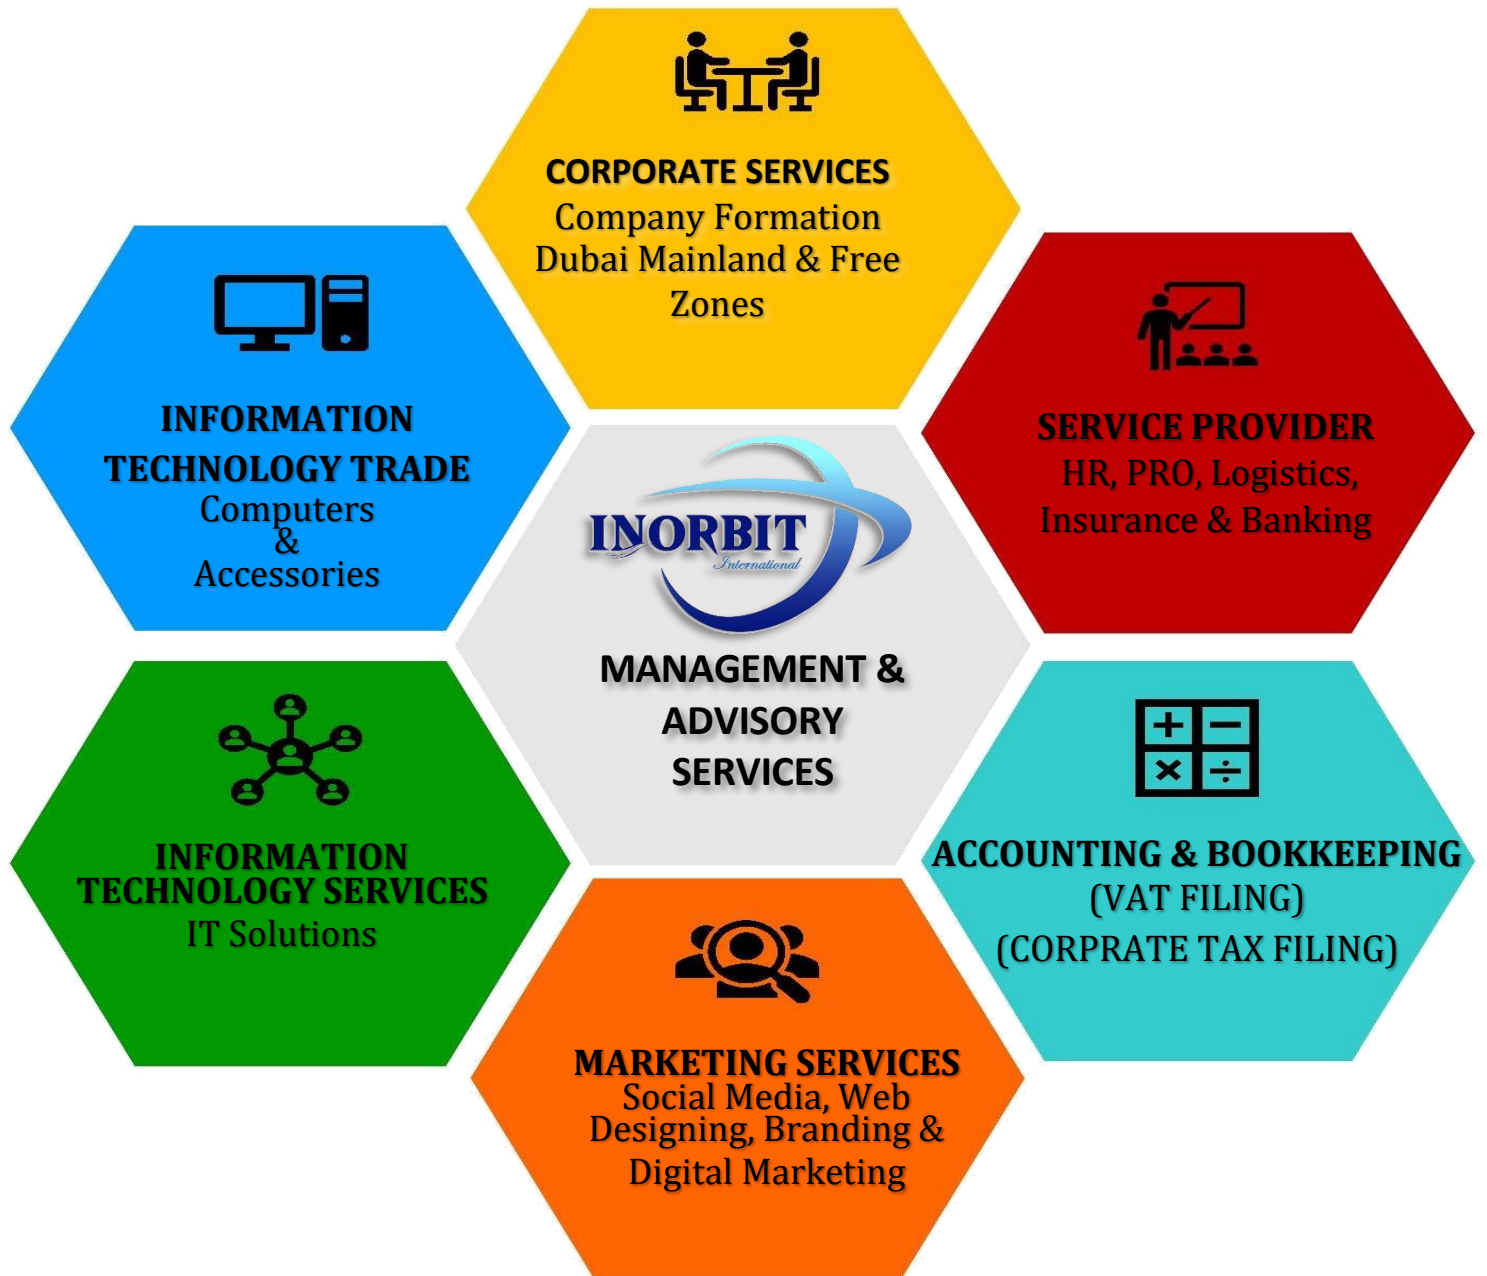 CORPORATE SERVICES
Company Formation
Dubai Mainland & Free
Zones
INFORMATION
TECHNOLOGY TRADE
Computers
&
Accessories
SERVICE PROVIDER
HR, PRO, Logistics,
Insurance & Banking
INORBIT
International
MANAGEMENT &
ADVISORY
SERVICES
INFORMATION
TECHNOLOGY SERVICES
IT Solutions
+ −
× ÷
ACCOUNTING & BOOKKEEPING
(VAT FILING)
(CORPRATE TAX FILING)
MARKETING SERVICES
Social Media, Web
Designing, Branding &
Digital Marketing